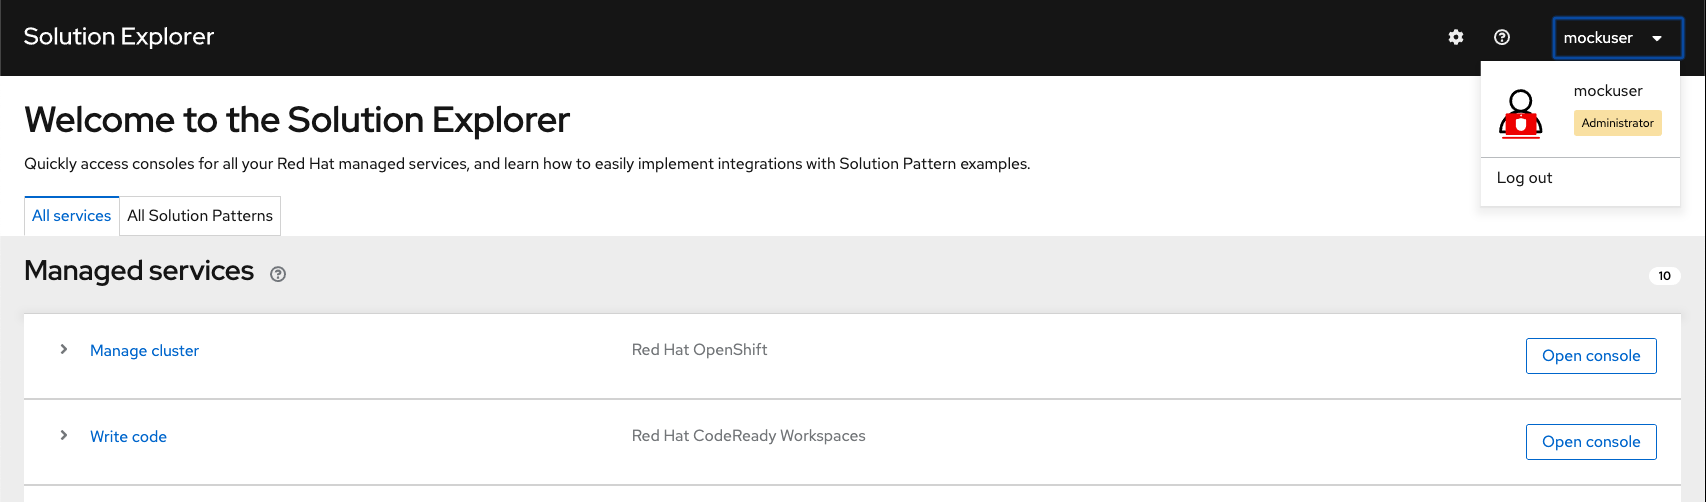 Solution Explorer
mockuser
mockuser
Administrator
Log out
Welcome to the Solution Explorer
Quickly access consoles for all your Red Hat managed services, and learn how to easily implement integrations with Solution Pattern examples.
All services
All Solution Patterns
Managed services
10
Manage cluster
Red Hat OpenShift
Open console
Write code
Red Hat CodeReady Workspaces
Open console